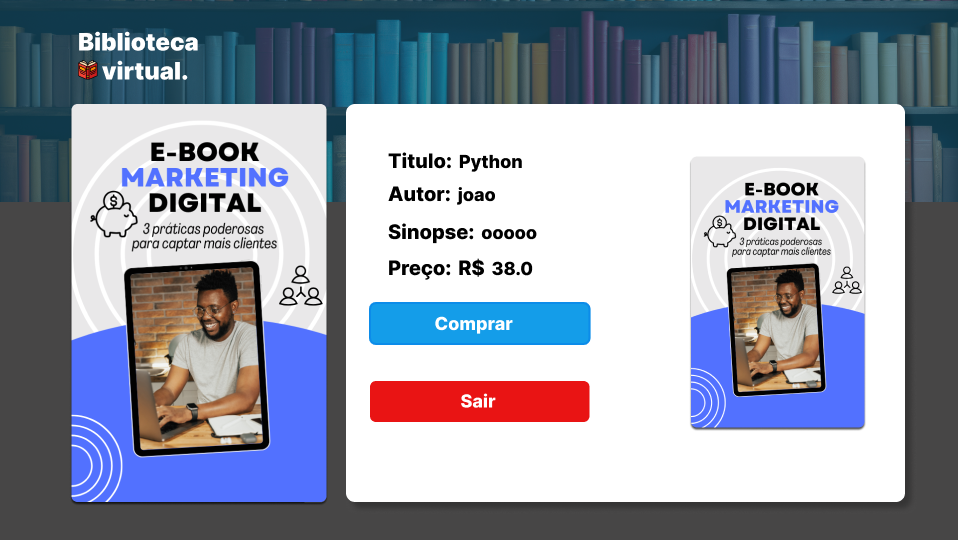 Biblioteca
virtual.
E-BOOK
MARKETING
DIGITAL
3 práticas poderosas
para captar mais clientes
Titulo: Python
Autor: joao
Sinopse: ooooo
Preço: R$ 38.0
Comprar
Sair
E-BOOK
MARKETING
DIGITAL
3 práticas poderosas
para captar mais clientes